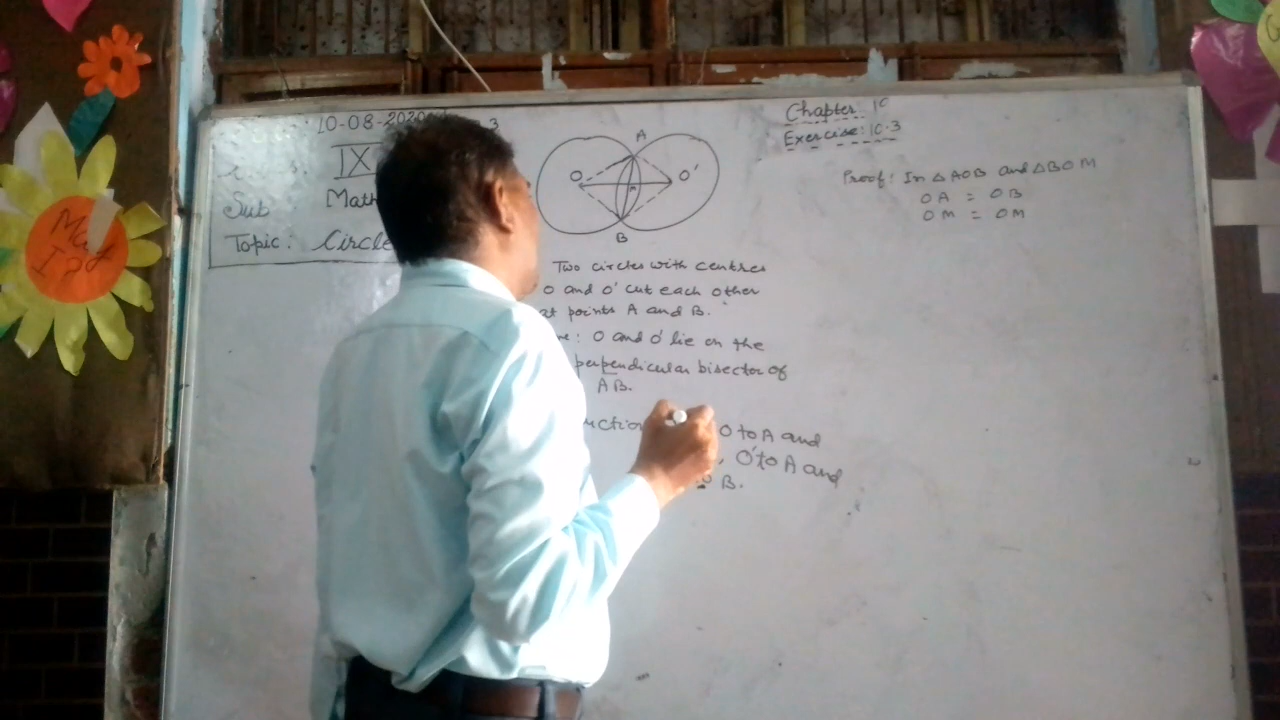 10-08-2020
3
IX
Sub Math
Topic: Circle
Chapter 10
Exercise: 10.3
A
O O'
M
B
Two circles with centres
O and O' cut each other
at points A and B.
: O and O' lie on the
perpendicular bisector of
AB.
O to A and
, O' to A and
B.
Proof: In △AOB and △BOM
OA = OB
OM = OM
Math